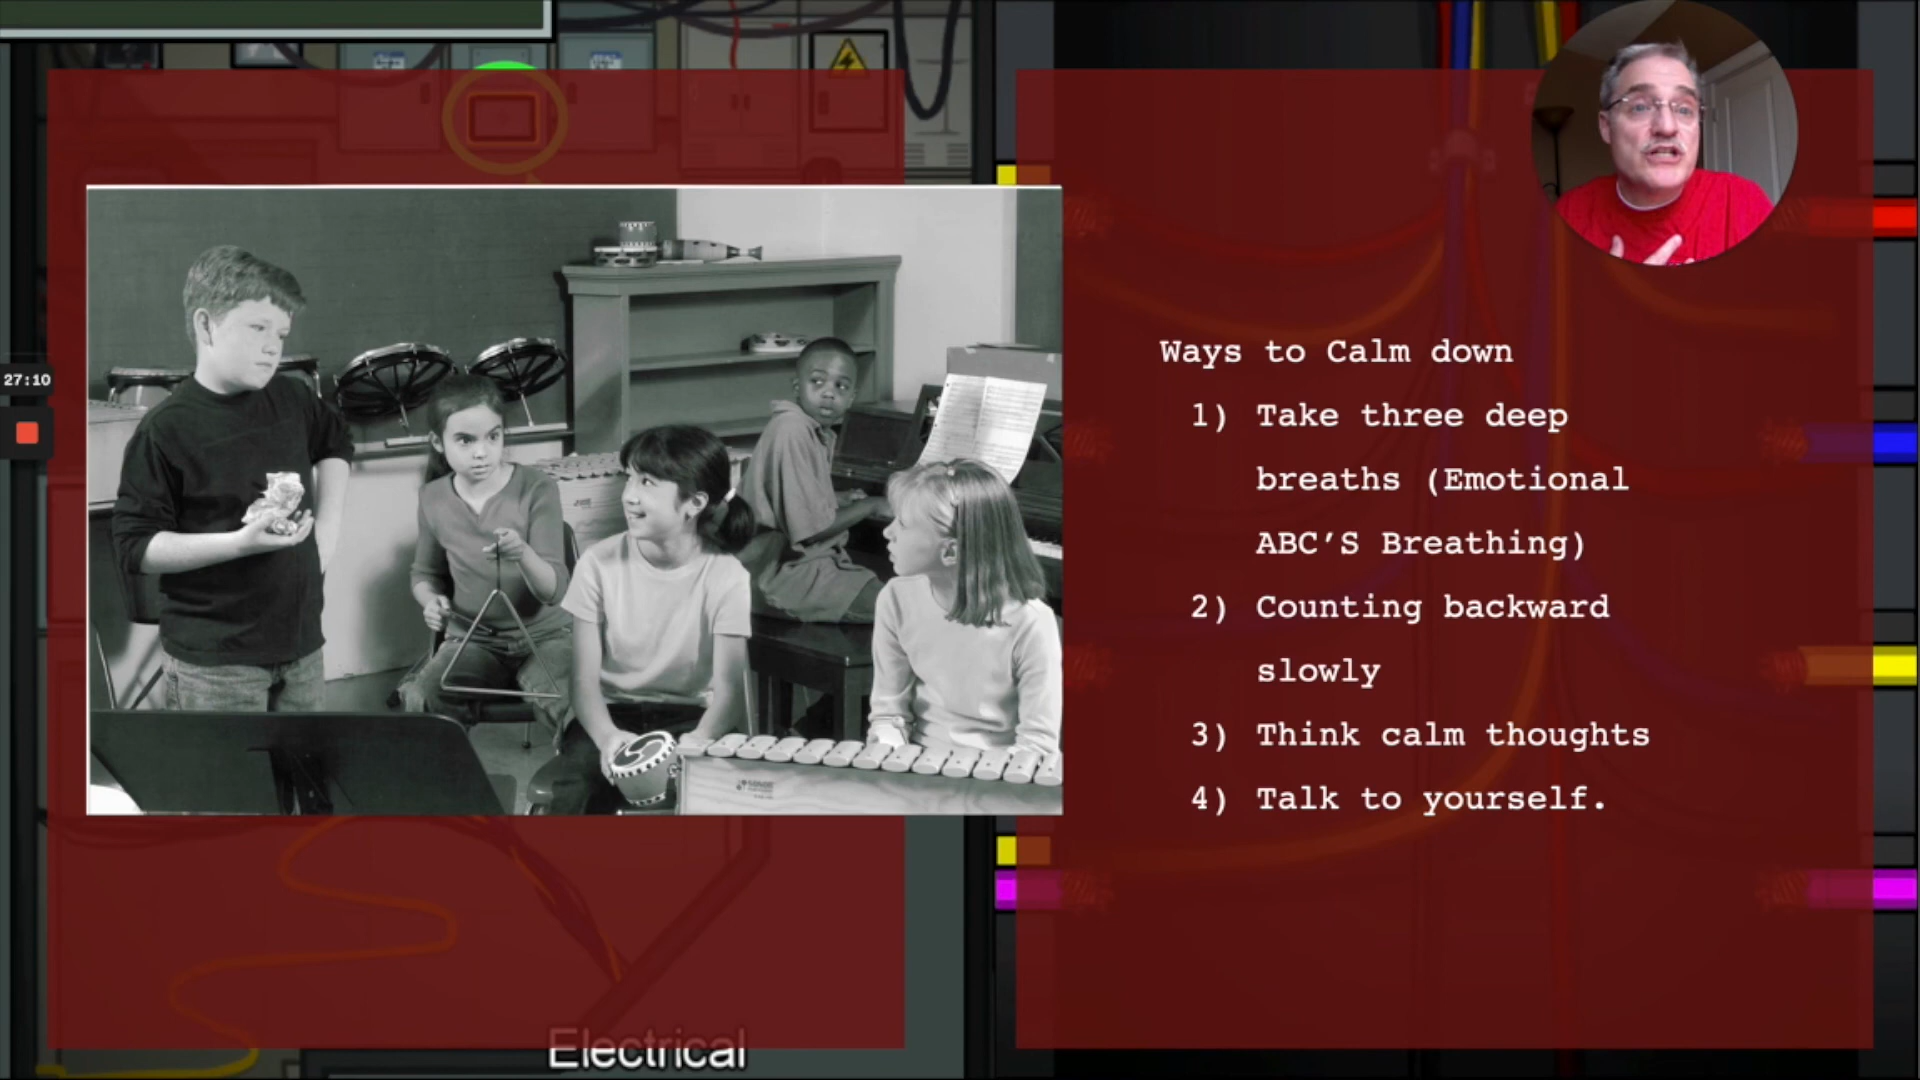 27:10
Ways to Calm down
1) Take three deep
breaths (Emotional
ABC'S Breathing)
2) Counting backward
slowly
3) Think calm thoughts
4) Talk to yourself.
Electrical